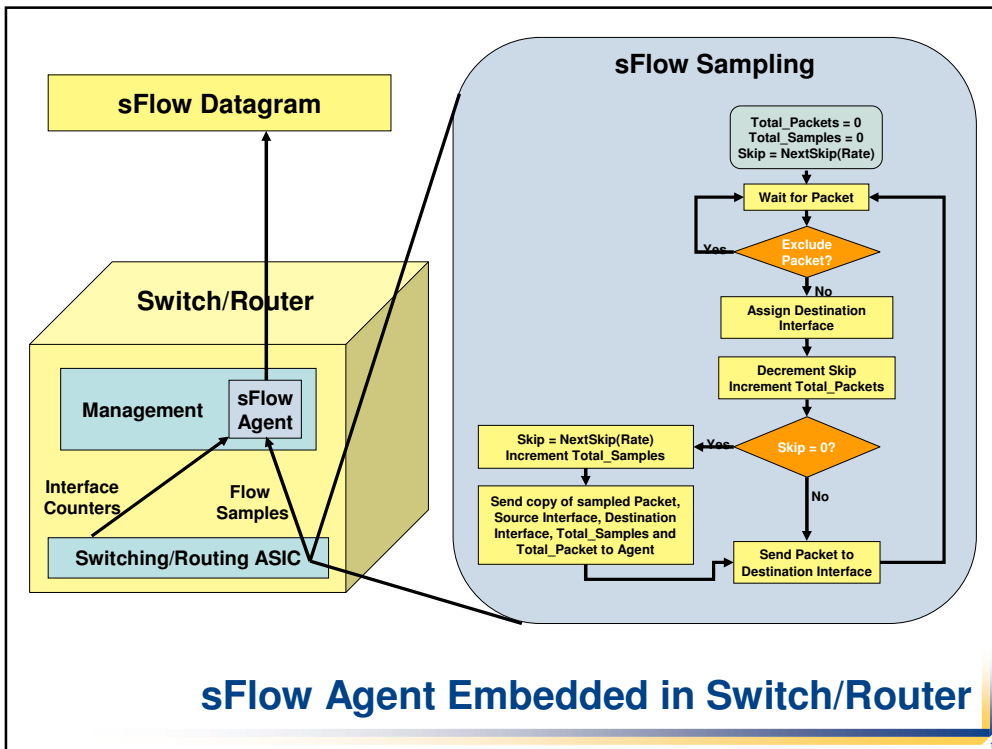 sFlow Datagram
Switch/Router
Management
sFlow
Agent
Interface
Counters
Flow
Samples
Switching/Routing ASIC
sFlow Sampling
Total_Packets = 0
Total_Samples = 0
Skip = NextSkip(Rate)
Wait for Packet
Exclude
Packet?
Yes
No
Assign Destination
Interface
Decrement Skip
Increment Total_Packets
Skip = 0?
Yes
No
Skip = NextSkip(Rate)
Increment Total_Samples
Send copy of sampled Packet,
Source Interface, Destination
Interface, Total_Samples and
Total_Packet to Agent
Send Packet to
Destination Interface
sFlow Agent Embedded in Switch/Router